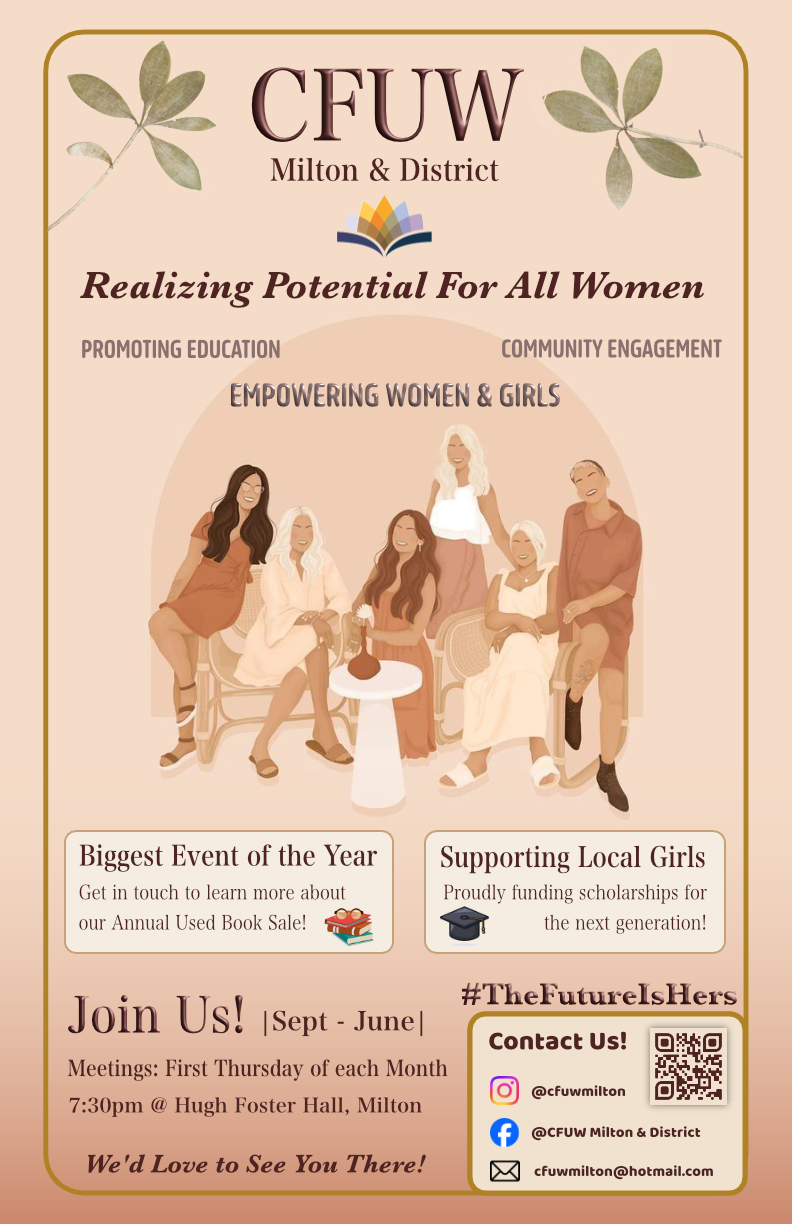 CFUW
Milton & District
Realizing Potential For All Women
PROMOTING EDUCATION
COMMUNITY ENGAGEMENT
EMPOWERING WOMEN & GIRLS
Biggest Event of the Year
Get in touch to learn more about
our Annual Used Book Sale!
Supporting Local Girls
Proudly funding scholarships for
the next generation!
Join Us! |Sept - June|
Meetings: First Thursday of each Month
7:30pm @ Hugh Foster Hall, Milton
We'd Love to See You There!
#TheFutureIsHers
Contact Us!
@cfuwmilton
@CFUW Milton & District
cfuwmilton@hotmail.com